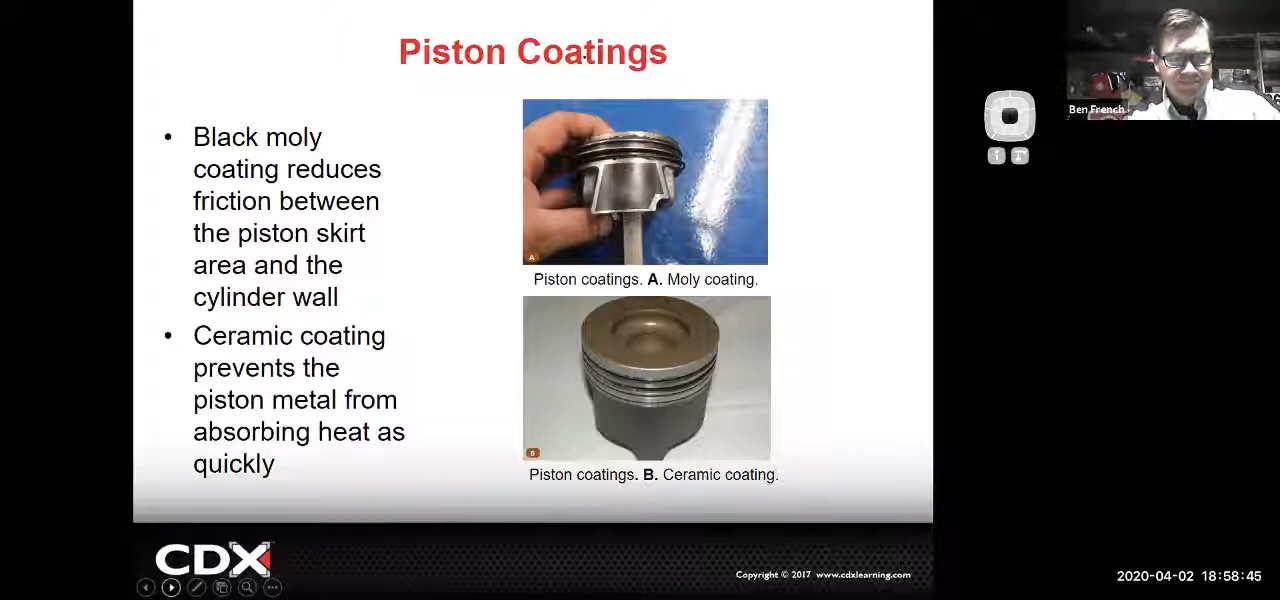 Piston Coatings
• Black moly
coating reduces
friction between
the piston skirt
area and the
cylinder wall
• Ceramic coating
prevents the
piston metal from
absorbing heat as
quickly
A
Piston coatings. A. Moly coating.
B
Piston coatings. B. Ceramic coating.
CDX
Copyright © 2017 www.cdxlearning.com
Ben French
2020-04-02 18:58:45